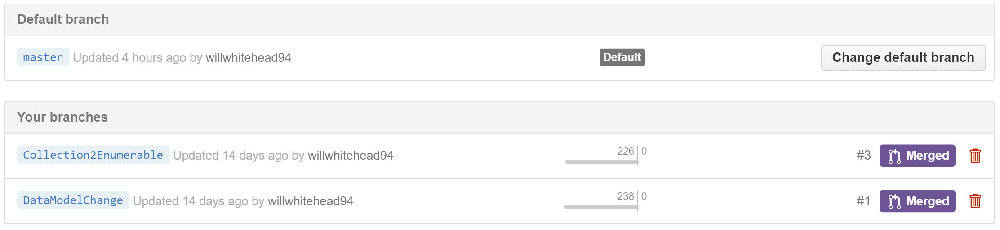 Default branch
master Updated 4 hours ago by willwhitehead94 Default Change default branch
Your branches
Collection2Enumerable Updated 14 days ago by willwhitehead94 226 0 #3 Merged
DataModelChange Updated 14 days ago by willwhitehead94 238 0 #1 Merged